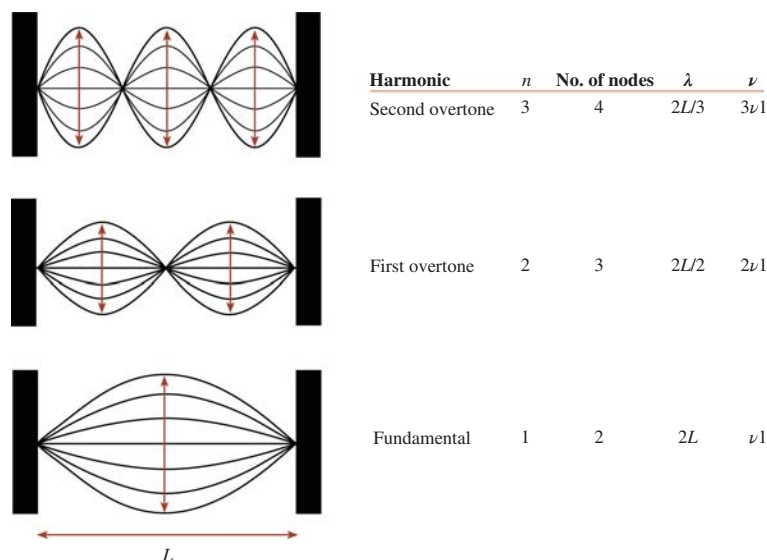 Harmonic n No. of nodes λ ν
Second overtone 3 4 2L/3 3ν1
First overtone 2 3 2L/2 2ν1
Fundamental 1 2 2L ν1
L